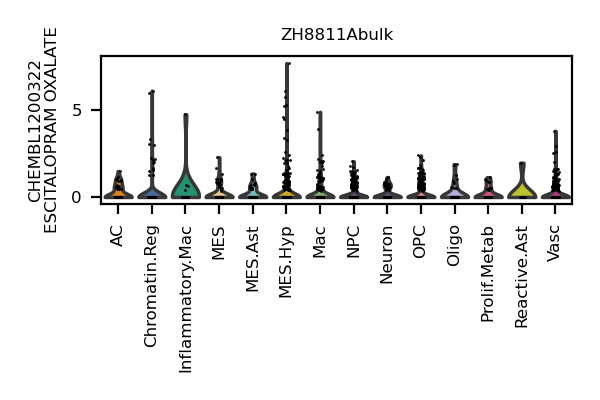 ZH8811Abulk
CHEMBL1200322
ESCITALOPRAM OXALATE
5
0
AC
Chromatin.Reg
Inflammatory.Mac
MES
MES.Ast
MES.Hyp
Mac
NPC
Neuron
OPC
Oligo
Prolif.Metab
Reactive.Ast
Vasc